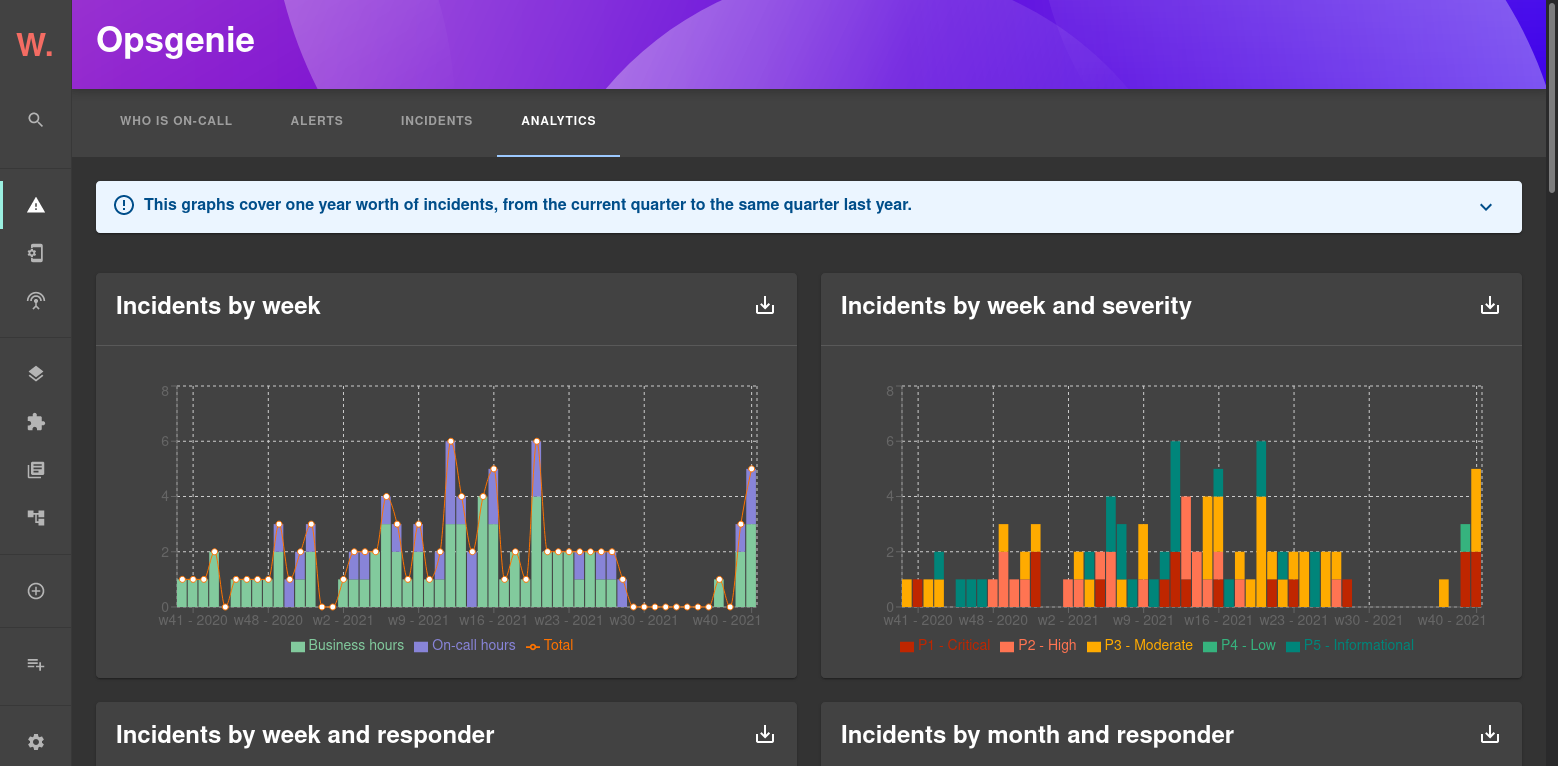 W.
Opsgenie
WHO IS ON-CALL ALERTS INCIDENTS ANALYTICS
This graphs cover one year worth of incidents, from the current quarter to the same quarter last year.
Incidents by week
8
6
4
2
0
w41 - 2020 w48 - 2020 w2 - 2021 w9 - 2021 w16 - 2021 w23 - 2021 w30 - 2021 w40 - 2021
Business hours On-call hours Total
Incidents by week and severity
8
6
4
2
0
w41 - 2020 w48 - 2020 w2 - 2021 w9 - 2021 w16 - 2021 w23 - 2021 w30 - 2021 w40 - 2021
P1 - Critical P2 - High P3 - Moderate P4 - Low P5 - Informational
Incidents by week and responder
Incidents by month and responder